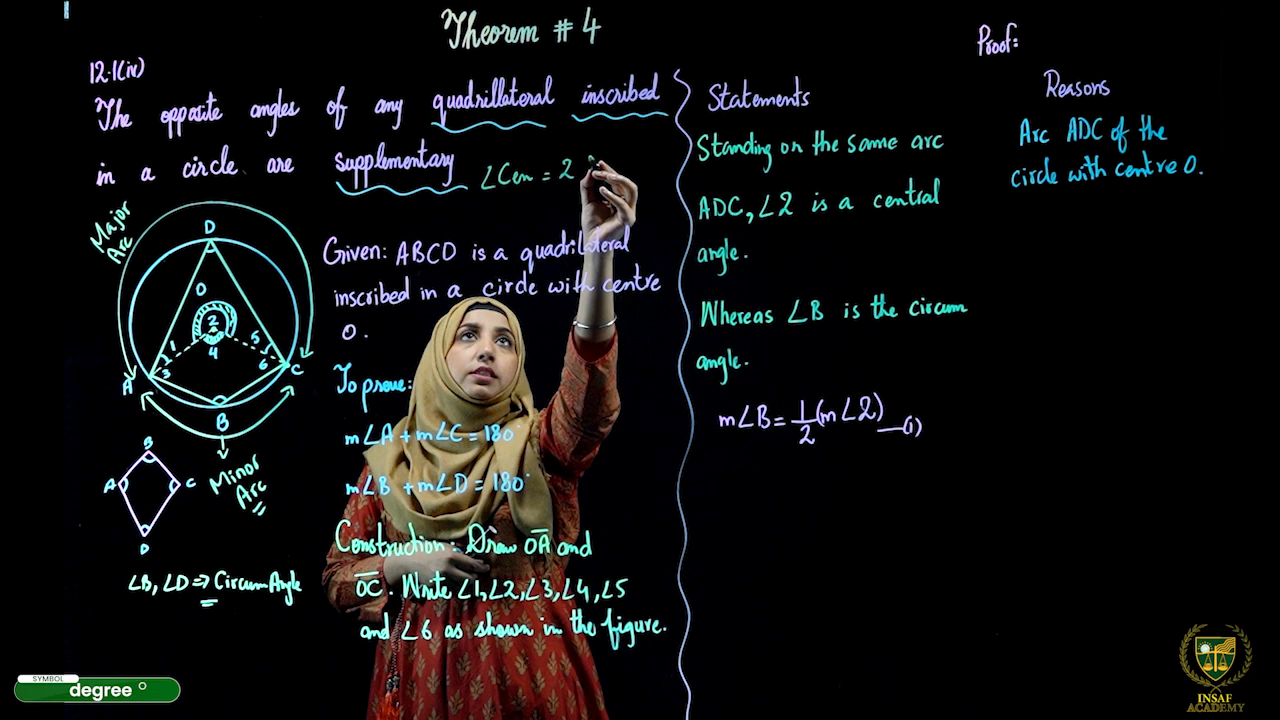 Theorem # 4
12.1(iv)
The opposite angles of any quadrillateral inscribed
in a circle are supplementary
∠Cen = 2
Major
Arc
D
O
2
1
5
3
4
6
A
C
B
Minor
Arc
B
A
C
D
∠B, ∠D ⇒ Circum Angle
Given: ABCD is a quadrilateral
inscribed in a circle with centre
O.
To prove:
m∠A + m∠C = 180°
m∠B + m∠D = 180°
Construction: Draw O̅A̅ and
O̅C̅. Write ∠1,∠2,∠3,∠4,∠5
and ∠6 as shown in the figure.
Proof:
Statements
Standing on the same arc
ADC, ∠2 is a central
angle.
Whereas ∠B is the circum
angle.
m∠B = 1/2 (m∠2) —(1)
Reasons
Arc ADC of the
circle with centre O.
SYMBOL
degree °
INSAF
ACADEMY